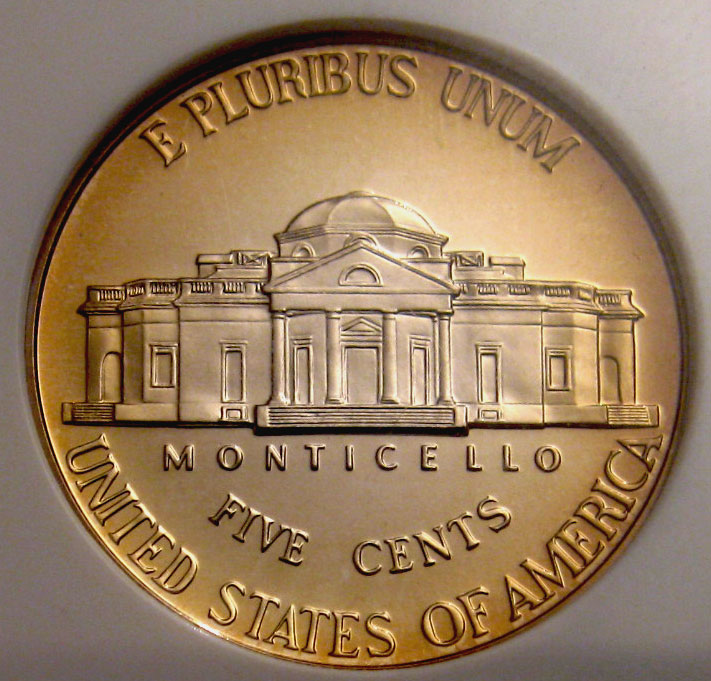 E PLURIBUS UNUM
MONTICELLO
FIVE CENTS
UNITED STATES OF AMERICA